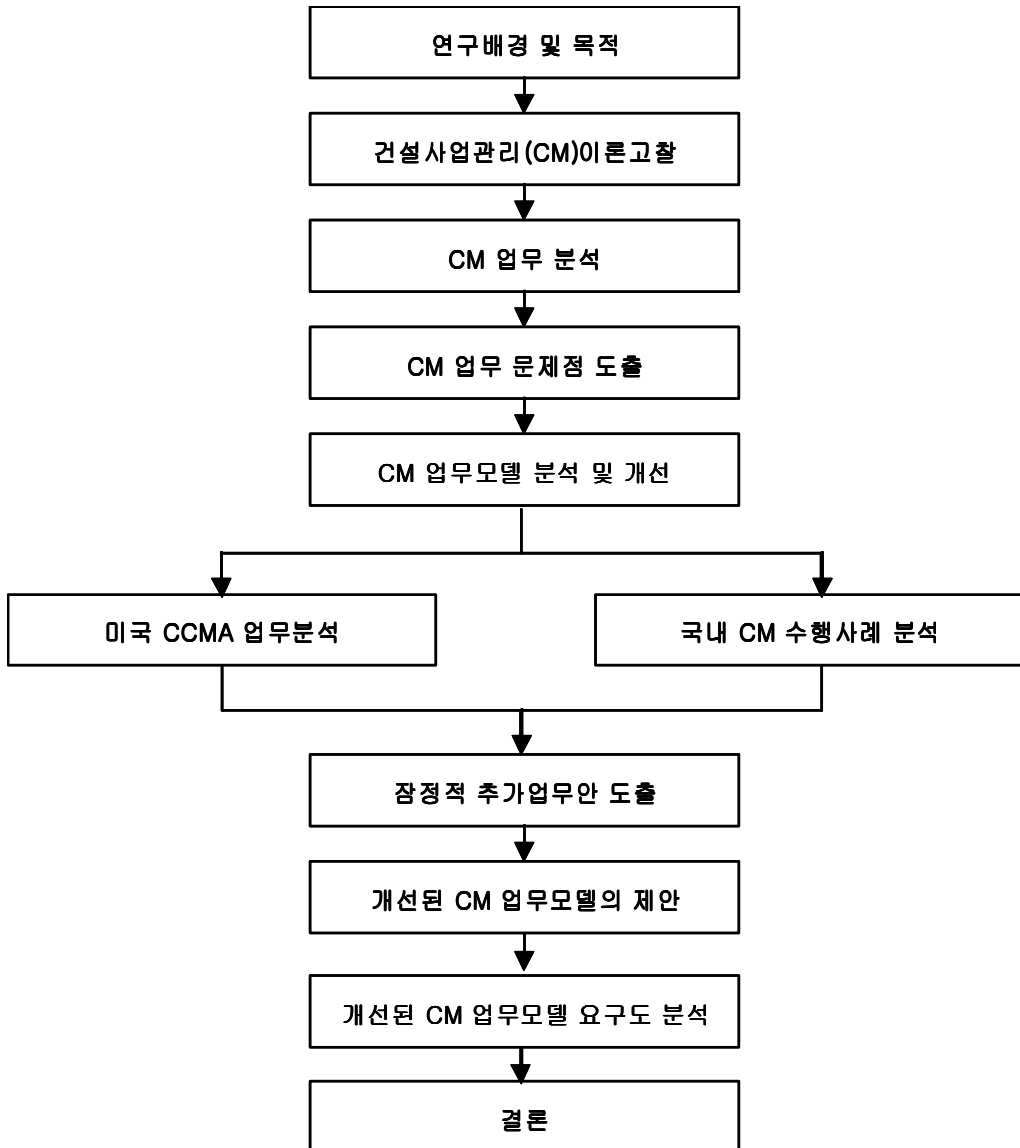 연구배경 및 목적
건설사업관리(CM)이론고찰
CM 업무 분석
CM 업무 문제점 도출
CM 업무모델 분석 및 개선
미국 CCMA 업무분석
국내 CM 수행사례 분석
잠정적 추가업무안 도출
개선된 CM 업무모델의 제안
개선된 CM 업무모델 요구도 분석
결론